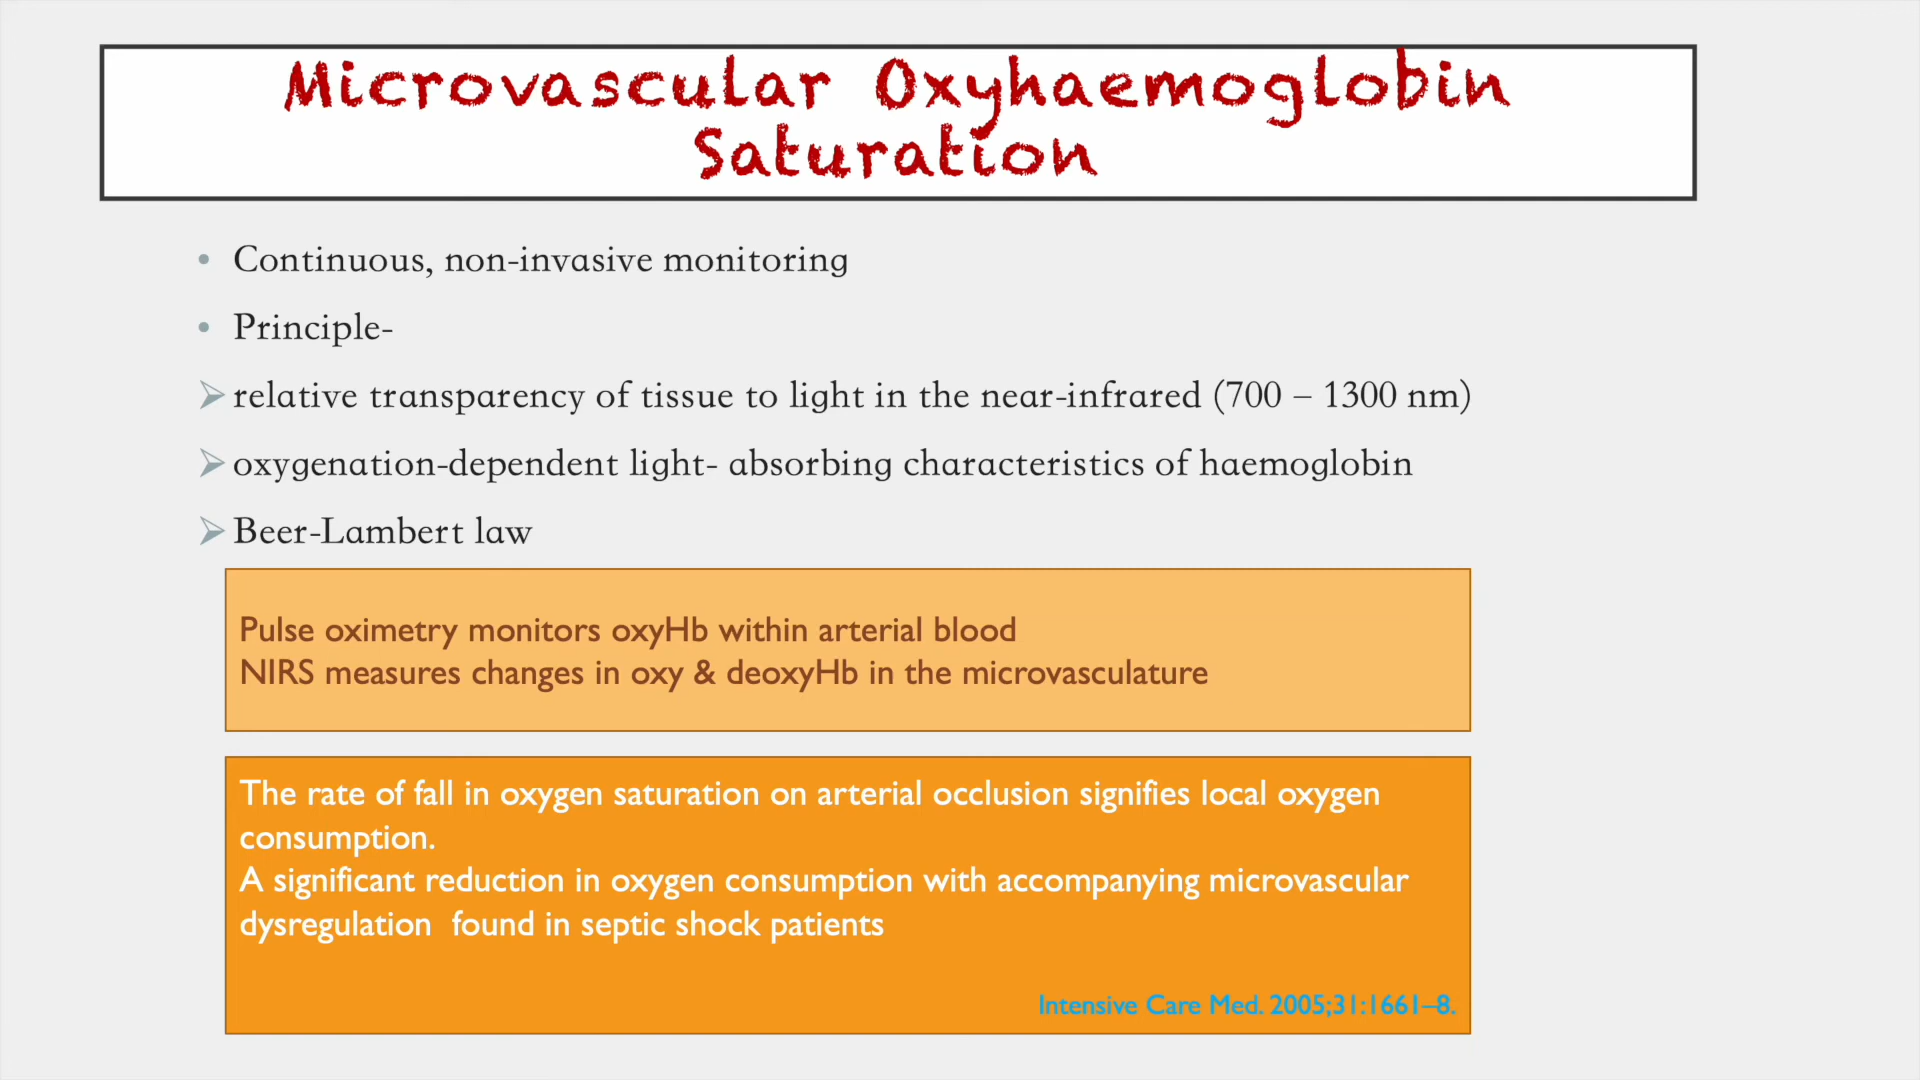 Microvascular Oxyhaemoglobin
Saturation
• Continuous, non-invasive monitoring
• Principle-
➢ relative transparency of tissue to light in the near-infrared (700 – 1300 nm)
➢ oxygenation-dependent light- absorbing characteristics of haemoglobin
➢ Beer-Lambert law
Pulse oximetry monitors oxyHb within arterial blood
NIRS measures changes in oxy & deoxyHb in the microvasculature
The rate of fall in oxygen saturation on arterial occlusion signifies local oxygen
consumption.
A significant reduction in oxygen consumption with accompanying microvascular
dysregulation  found in septic shock patients
Intensive Care Med. 2005;31:1661–8.